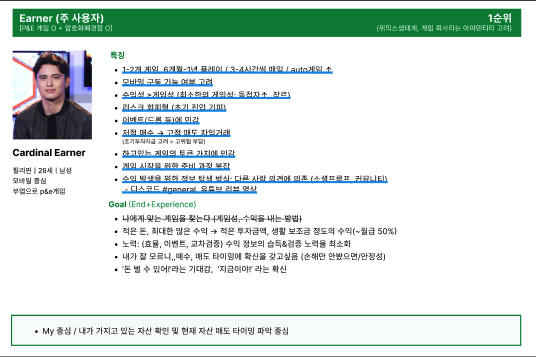 Earner (주 사용자)
[P&E 게임 O + 암호화폐경험 O]
1순위
(위믹스생태계, 게임 회사라는 아이덴티티 고려)
특징
1-2개 게임, 6개월-1년 플레이 / 3-4시간씩 매일 / auto게임 ↑
모바일 구동 가능 여부 고려
수익성 > 게임성 (최소한의 게임성: 동접자↑, 장르)
리스크 회피형 (초기 진입 기피)
이벤트(드롭 등)에 민감
저점 매수 → 고점 매도 차익거래
(초기투자자금 고려 > 고위험 부담)
하고있는 게임의 토큰 가치에 민감
게임 시작을 위한 준비 과정 복잡
수익 발생을 위한 정보 탐색 방식: 다른 사람 의견에 의존 (소셜프루프, 커뮤니티)
- 디스코드 #general, 유튜브 리뷰 영상
Cardinal Earner
필리핀 | 28세 | 남성
모바일 중심
부업으로 p&e게임
Goal (End+Experience)
나에게 맞는 게임을 찾는다 (게임성, 수익을 내는 방법)
적은 돈, 최대한 많은 수익 → 적은 투자금액, 생활 보조금 정도의 수익(~월급 50%)
노력: (효율, 이벤트, 교차검증) 수익 정보의 습득&검증 노력을 최소화
내가 잘 모르니,,매수, 매도 타이밍에 확신을 갖고싶음 (손해만 안봤으면/안정성)
'돈 벌 수 있어!'라는 기대감, '지금이야!' 라는 확신
My 중심 / 내가 가지고 있는 자산 확인 및 현재 자산 매도 타이밍 파악 중심